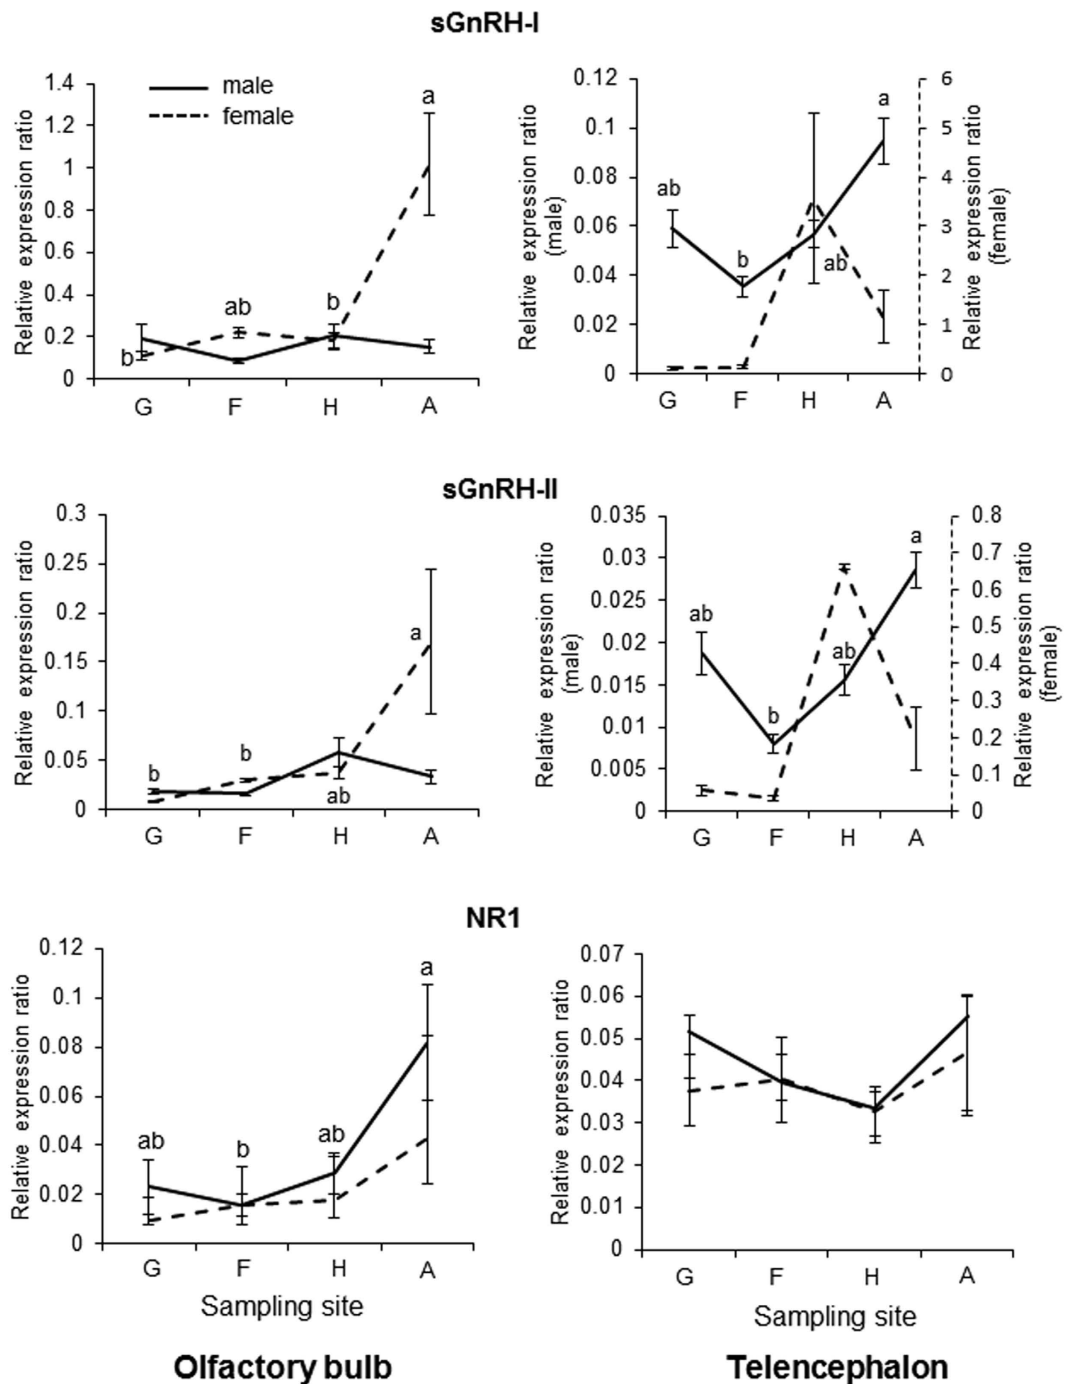 sGnRH-I
male
female
Relative expression ratio
1.4
1.2
1
0.8
0.6
0.4
0.2
0
b
ab
b
a
G F H A
Relative expression ratio
(male)
0.12
0.1
0.08
0.06
0.04
0.02
0
ab
b
ab
a
6
5
4
3
2
1
0
Relative expression ratio
(female)
G F H A
sGnRH-II
Relative expression ratio
0.3
0.25
0.2
0.15
0.1
0.05
0
b
b
ab
a
G F H A
Relative expression ratio
(male)
0.035
0.03
0.025
0.02
0.015
0.01
0.005
0
ab
b
ab
a
0.8
0.7
0.6
0.5
0.4
0.3
0.2
0.1
0
Relative expression ratio
(female)
G F H A
NR1
Relative expression ratio
0.12
0.1
0.08
0.06
0.04
0.02
0
ab
b
ab
a
G F H A
Sampling site
Olfactory bulb
Relative expression ratio
0.07
0.06
0.05
0.04
0.03
0.02
0.01
0
G F H A
Sampling site
Telencephalon